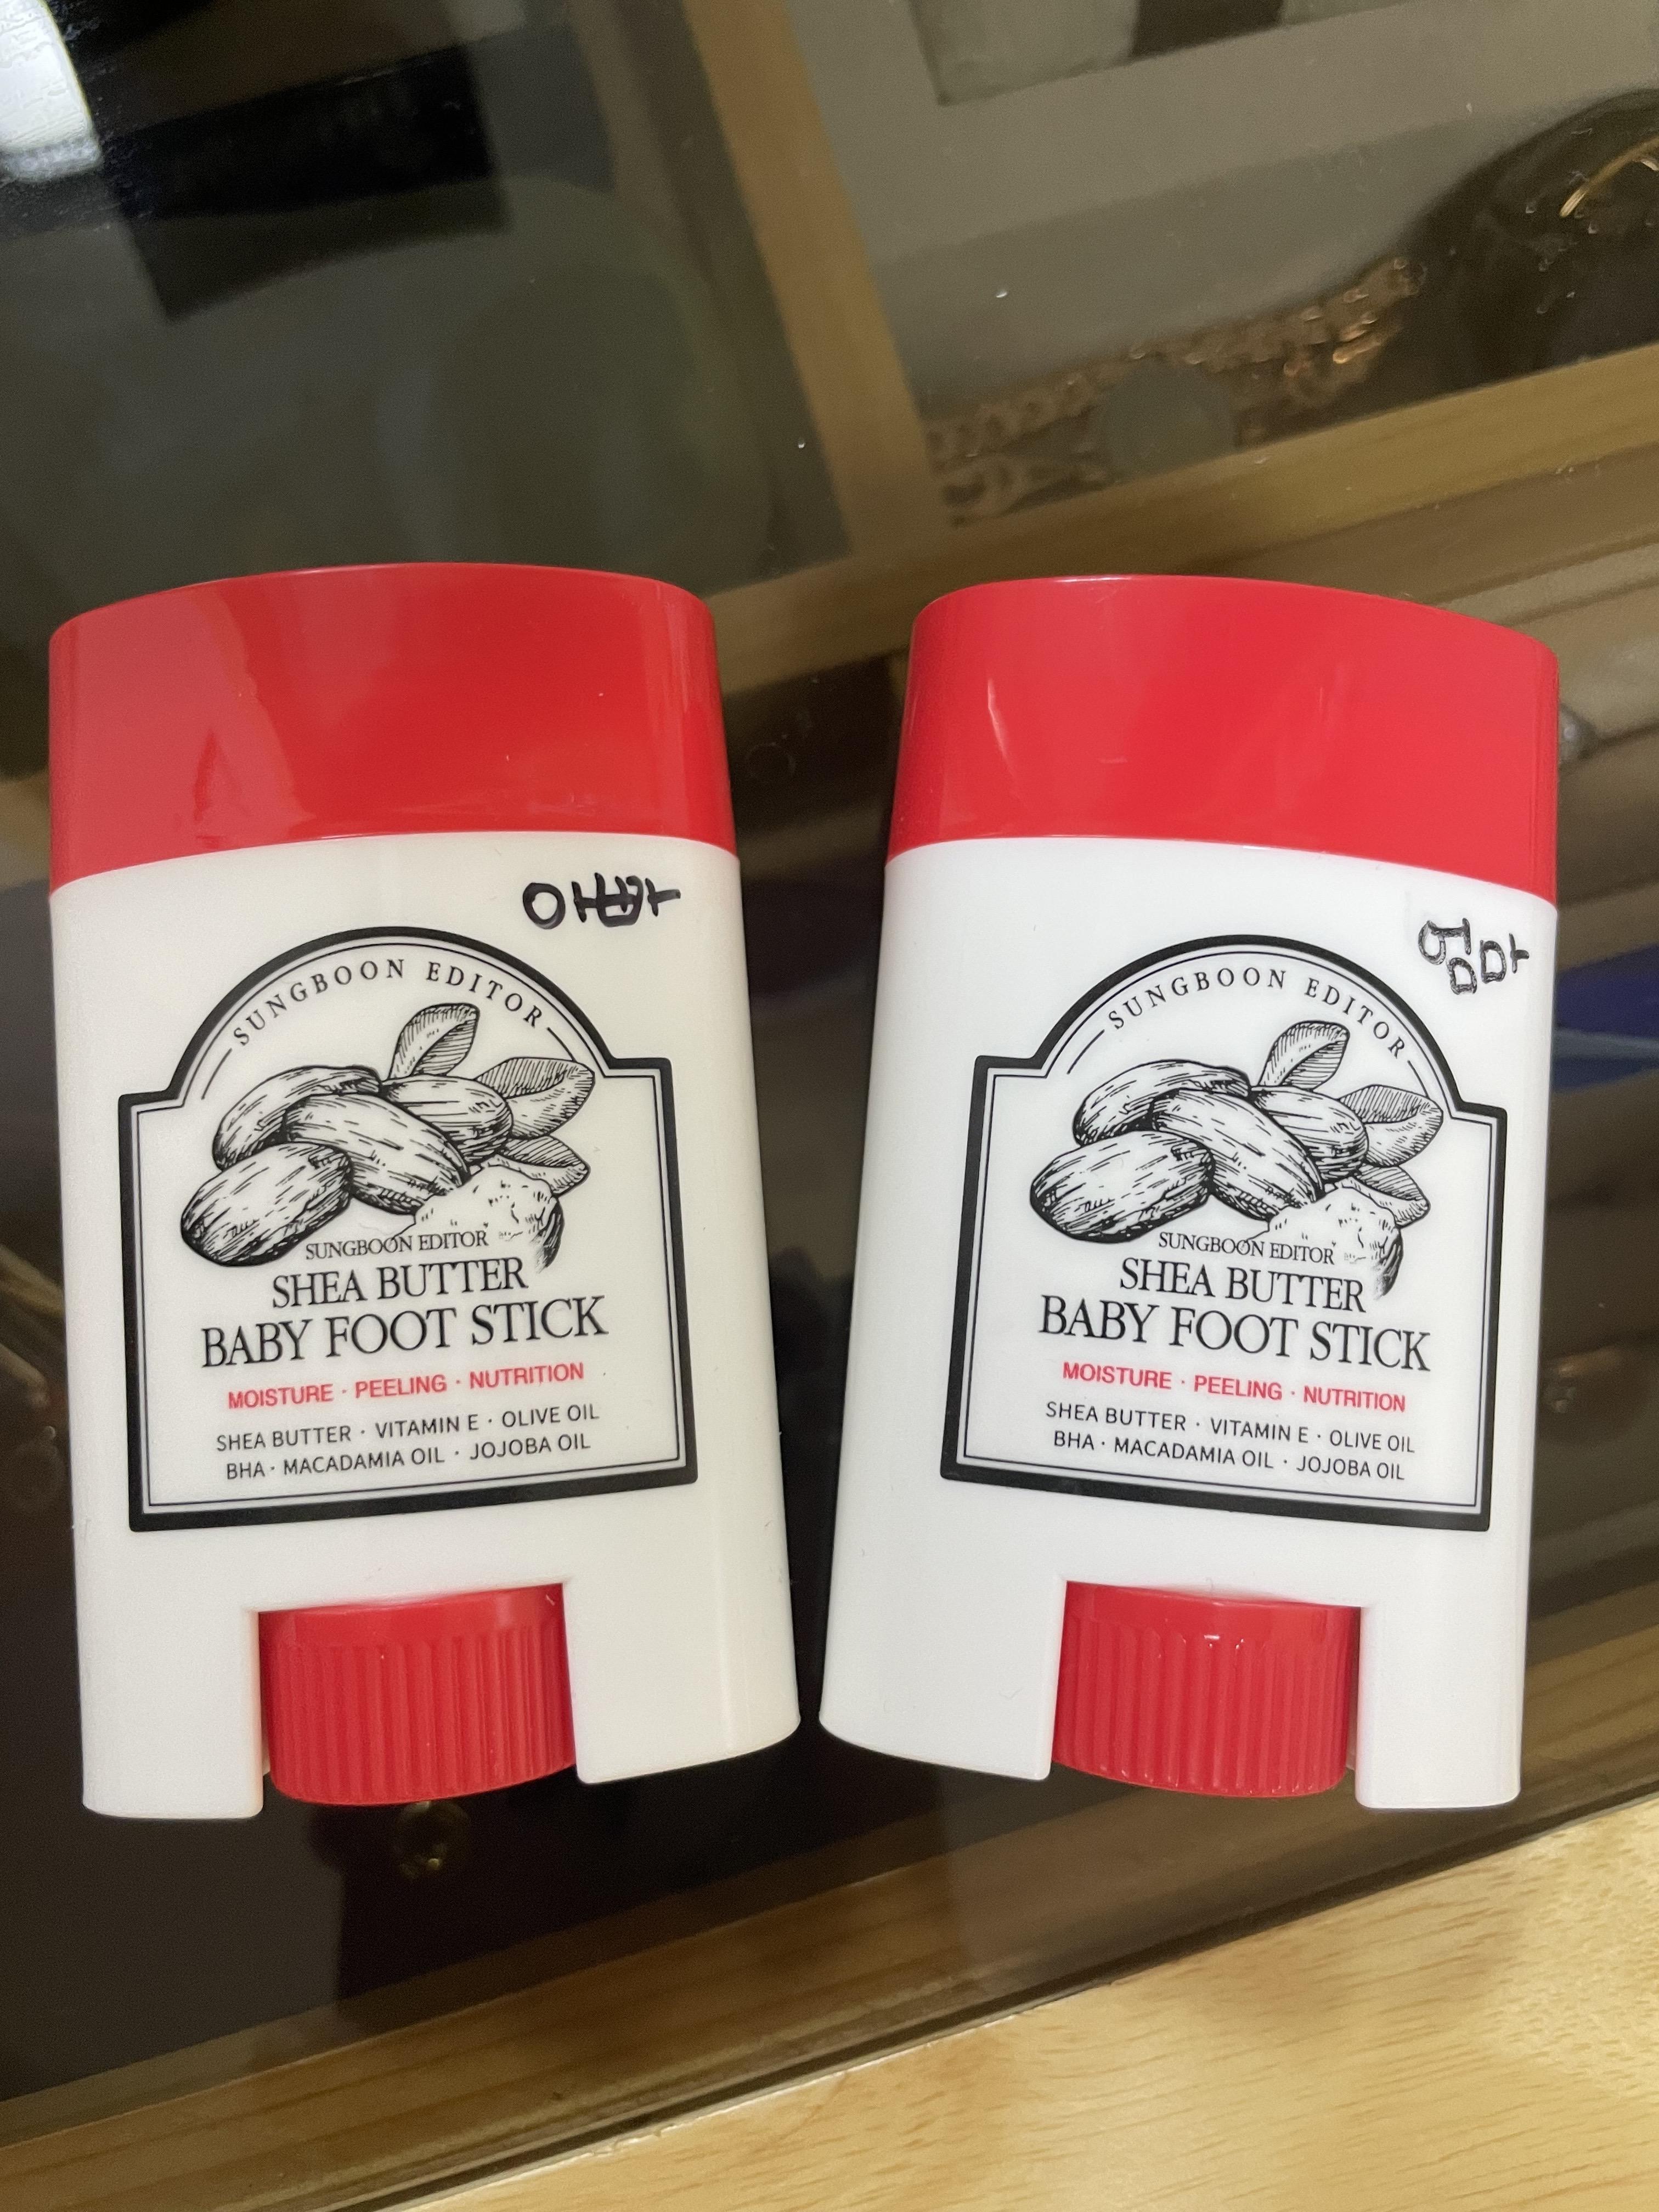 아빠
SUNGBOON EDITOR
SUNGBOON EDITOR
SHEA BUTTER
BABY FOOT STICK
MOISTURE · PEELING · NUTRITION
SHEA BUTTER · VITAMIN E · OLIVE OIL
BHA · MACADAMIA OIL · JOJOBA OIL
엄마
SUNGBOON EDITOR
SUNGBOON EDITOR
SHEA BUTTER
BABY FOOT STICK
MOISTURE · PEELING · NUTRITION
SHEA BUTTER · VITAMIN E · OLIVE OIL
BHA · MACADAMIA OIL · JOJOBA OIL